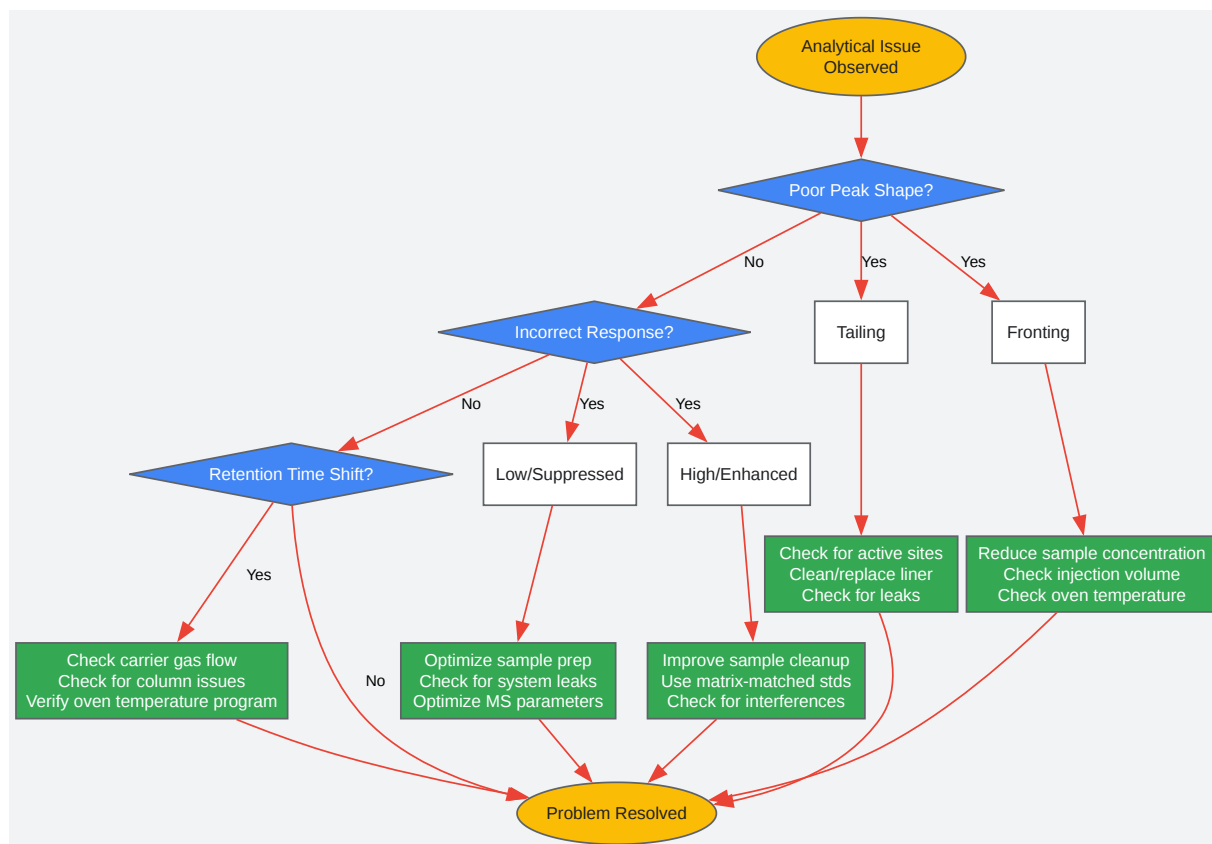 Analytical Issue
Observed
Poor Peak Shape?
No
Yes
Yes
Incorrect Response?
Tailing
Fronting
No
Yes
Yes
Retention Time Shift?
Low/Suppressed
High/Enhanced
Check for active sites
Clean/replace liner
Check for leaks
Reduce sample concentration
Check injection volume
Check oven temperature
Yes
No
Check carrier gas flow
Check for column issues
Verify oven temperature program
Optimize sample prep
Check for system leaks
Optimize MS parameters
Improve sample cleanup
Use matrix-matched stds
Check for interferences
Problem Resolved